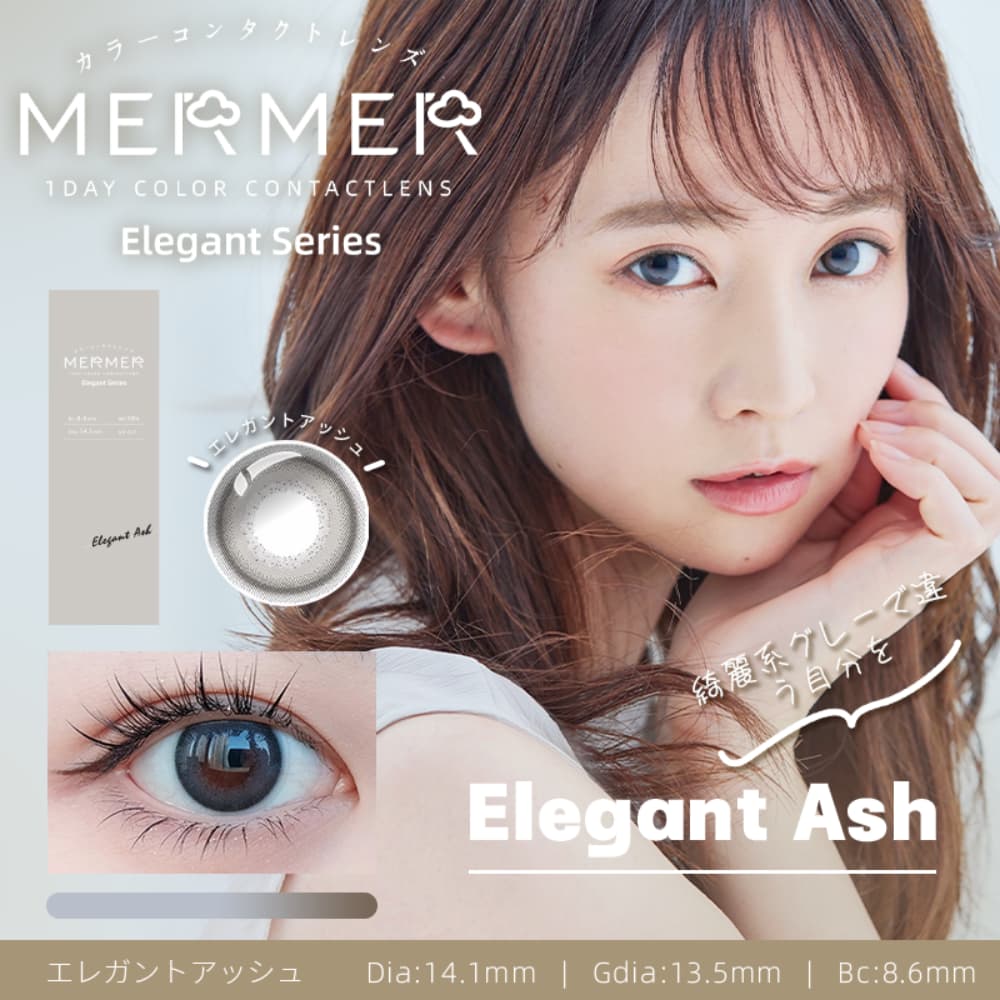 カラーコンタクトレンズ
MERMER
1DAY COLOR CONTACTLENS
Elegant Series
MERMER
Elegant Series
Elegant Ash
エレガントアッシュ
綺麗系グレーで違
う自分を
Elegant Ash
エレガントアッシュ Dia:14.1mm | Gdia:13.5mm | Bc:8.6mm